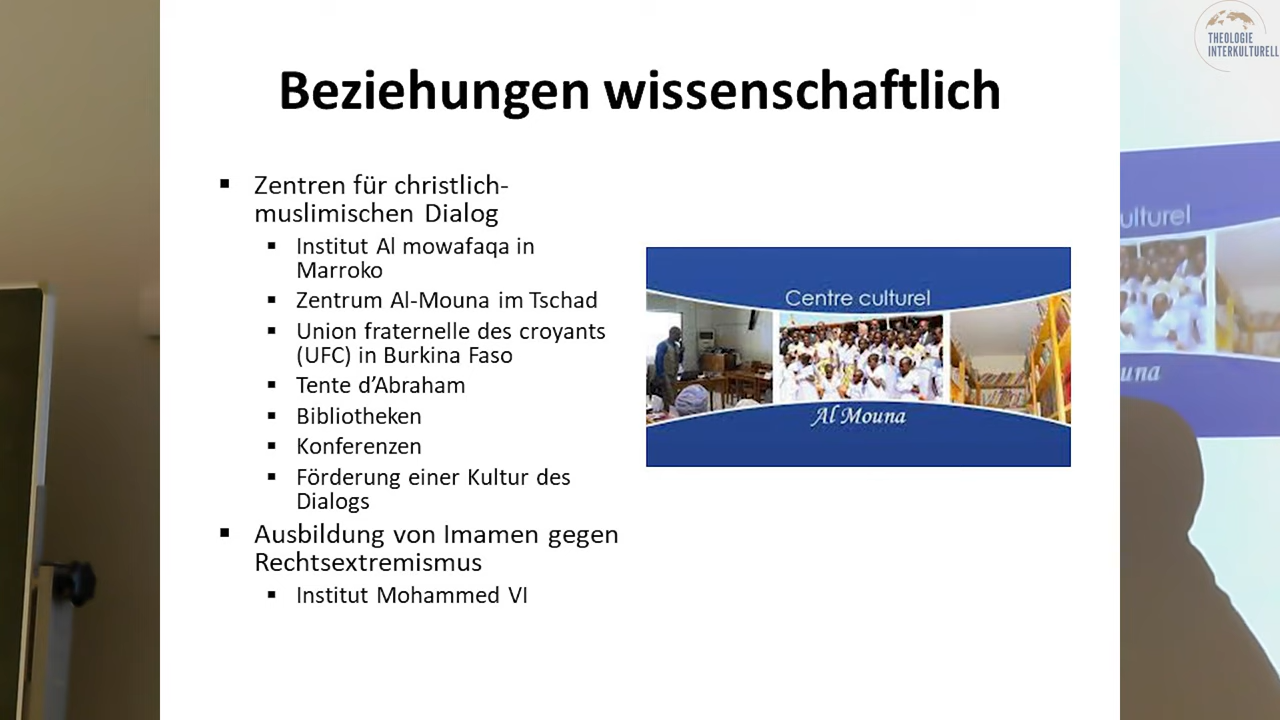 THEOLOGIE
INTERKULTURELL
Beziehungen wissenschaftlich
▪ Zentren für christlich-
muslimischen Dialog
▪ Institut Al mowafaqa in
Marroko
▪ Zentrum Al-Mouna im Tschad
▪ Union fraternelle des croyants
(UFC) in Burkina Faso
▪ Tente d’Abraham
▪ Bibliotheken
▪ Konferenzen
▪ Förderung einer Kultur des
Dialogs
▪ Ausbildung von Imamen gegen
Rechtsextremismus
▪ Institut Mohammed VI
Centre culturel
Al Mouna
ulturel
una